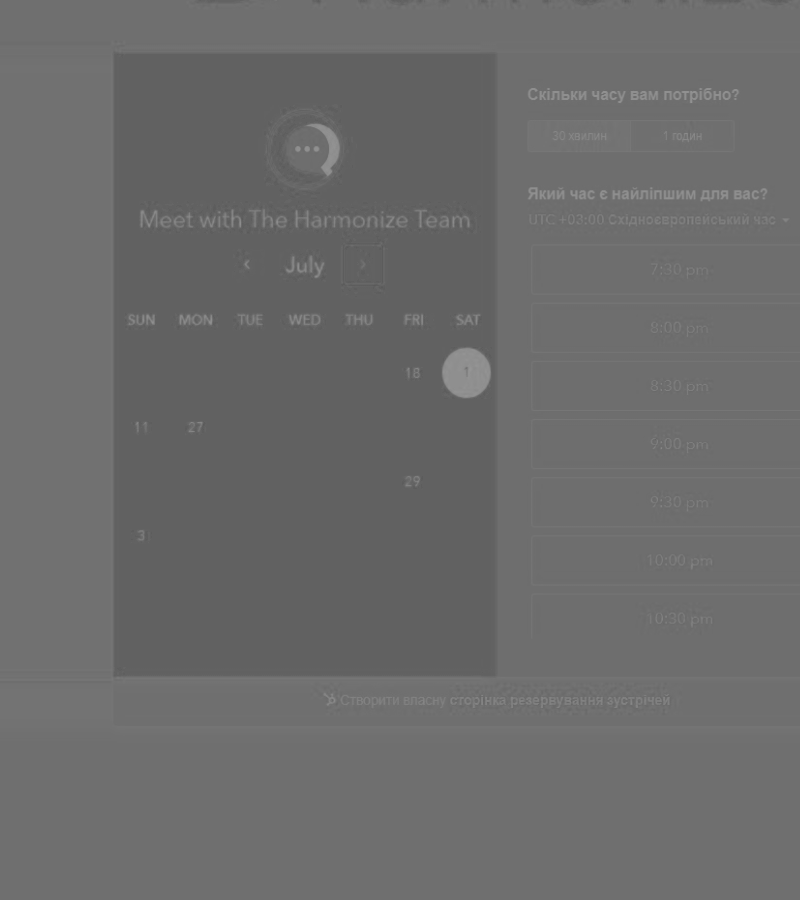 Meet with The Harmonize Team
July
SUN MON TUE WED THU FRI SAT
18 1
11 27
29
3
Скільки часу вам потрібно?
30 хвилин 1 годин
Який час є найліпшим для вас?
UTC +03:00 Східноєвропейський час
7:30 pm
8:00 pm
8:30 pm
9:00 pm
9:30 pm
10:00 pm
10:30 pm
Створити власну сторінка резервування зустрічей